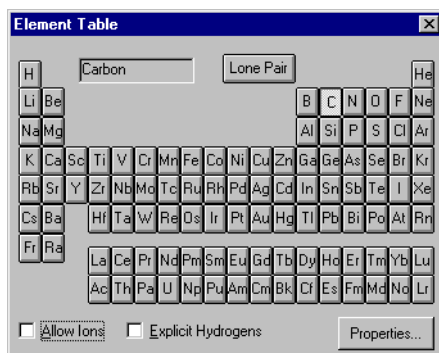 Element Table
Carbon Lone Pair
H He
Li Be B C N O F Ne
Na Mg Al Si P S Cl Ar
K Ca Sc Ti V Cr Mn Fe Co Ni Cu Zn Ga Ge As Se Br Kr
Rb Sr Y Zr Nb Mo Tc Ru Rh Pd Ag Cd In Sn Sb Te I Xe
Cs Ba Hf Ta W Re Os Ir Pt Au Hg Tl Pb Bi Po At Rn
Fr Ra
La Ce Pr Nd Pm Sm Eu Gd Tb Dy Ho Er Tm Yb Lu
Ac Th Pa U Np Pu Am Cm Bk Cf Es Fm Md No Lr
Allow Ions Explicit Hydrogens Properties...